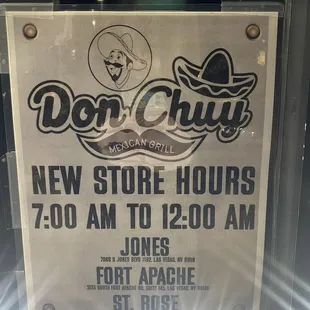 Don Chuy
MEXICAN GRILL
NEW STORE HOURS
7:00 AM TO 12:00 AM
JONES
FORT APACHE
ST. ROSE